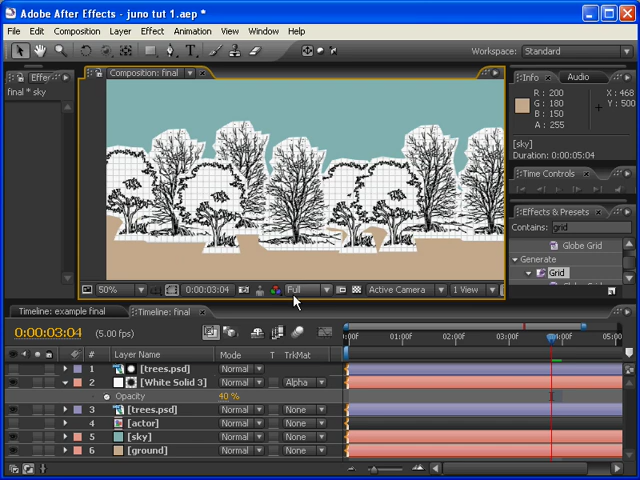 Adobe After Effects - juno tut 1.aep *
File Edit Composition Layer Effect Animation View Window Help
Workspace: Standard
Effec
Composition: final
Info Audio
final * sky
R : 200
G : 180
B : 150
A : 255
X : 468
Y : 500
[sky]
Duration: 0:00:05:04
Time Controls
Effects & Presets
Contains: grid
Globe Grid
Generate
Grid
50% 0:00:03:04 Full Active Camera 1 View
Timeline: example final Timeline: final
0:00:03:04 (5.00 fps)
:00f 01:00f 02:00f 03:00f 04:00f 05:00
# Layer Name Mode T TrkMat
1 [trees.psd] Normal
2 [White Solid 3] Normal Alpha
Opacity 40 %
3 [trees.psd] Normal None
4 [actor] Normal None
5 [sky] Normal None
6 [ground] Normal None